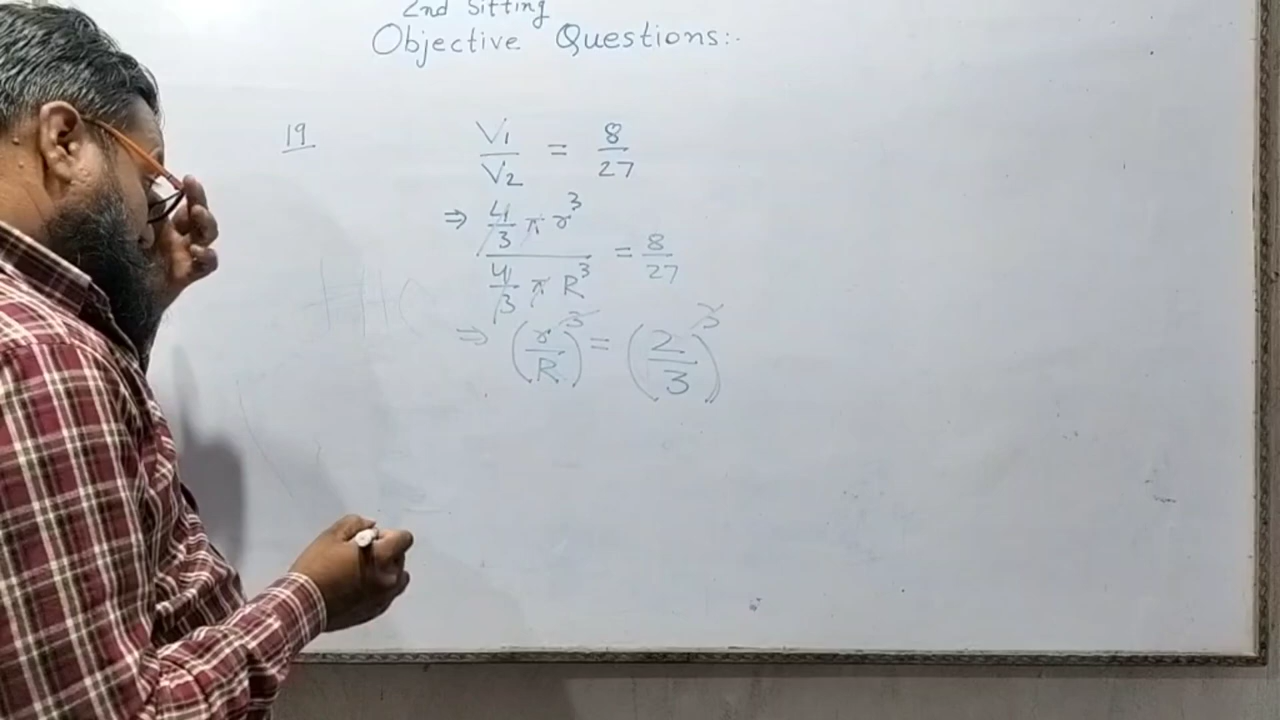 2nd Sitting
Objective Questions:-
19
V₁/V₂ = 8/27
⇒ (4/3 π r³)/(4/3 π R³) = 8/27
⇒ (r/R)³ = (2/3)³